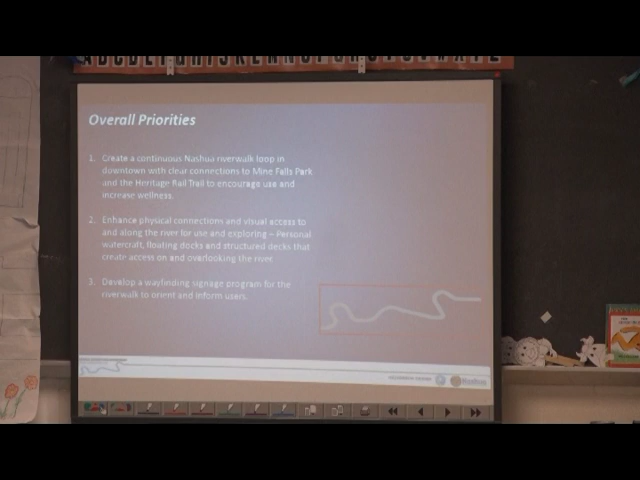 Overall Priorities
1. Create a continuous Nashua riverwalk loop in
downtown with clear connections to Mine Falls Park
and the Heritage Rail Trail to encourage use and
increase wellness.
2. Enhance physical connections and visual access to
and along the river for use and exploring – Personal
watercraft, floating docks and structured decks that
create access on and overlooking the river.
3. Develop a wayfinding signage program for the
riverwalk to orient and inform users.
Nashua